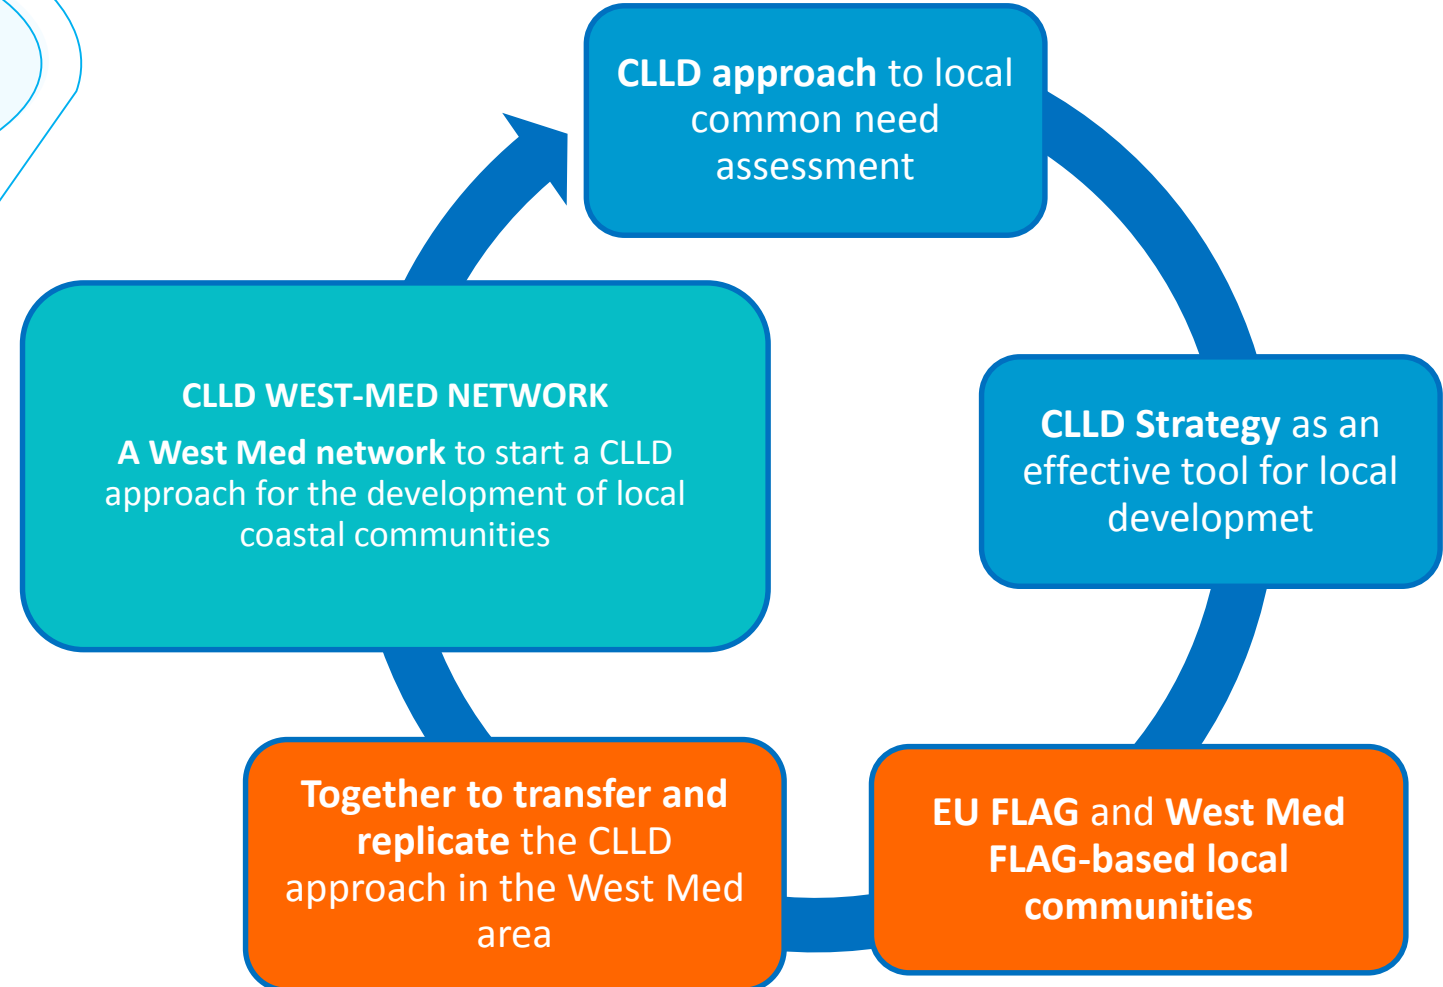 CLLD approach to local
common need
assessment
CLLD Strategy as an
effective tool for local
developmet
EU FLAG and West Med
FLAG-based local
communities
Together to transfer and
replicate the CLLD
approach in the West Med
area
CLLD WEST-MED NETWORK
A West Med network to start a CLLD
approach for the development of local
coastal communities